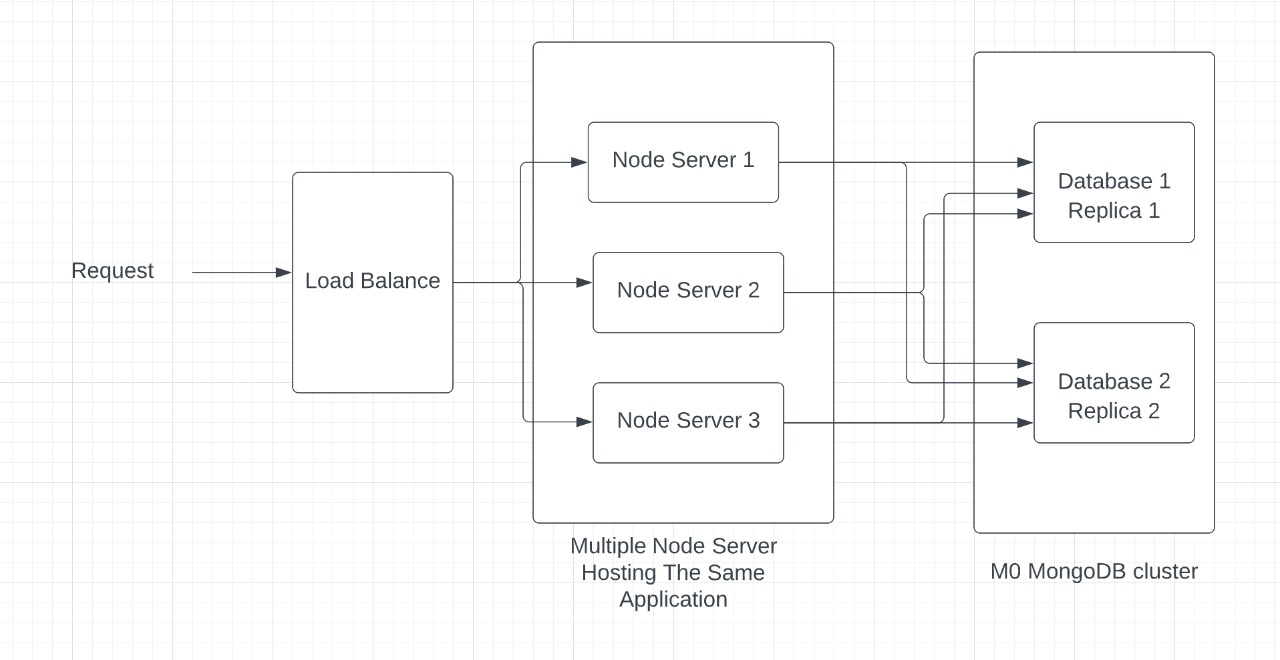 Request
Load Balance
Node Server 1
Node Server 2
Node Server 3
Multiple Node Server
Hosting The Same
Application
Database 1
Replica 1
Database 2
Replica 2
M0 MongoDB cluster